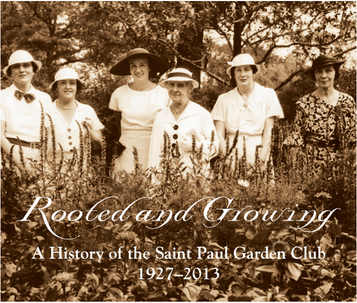 Rooted and Growing
A History of the Saint Paul Garden Club
1927–2013